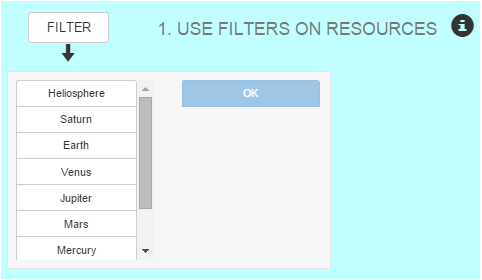 FILTER
1. USE FILTERS ON RESOURCES
Heliosphere
OK
Saturn
Earth
Venus
Jupiter
Mars
Mercury